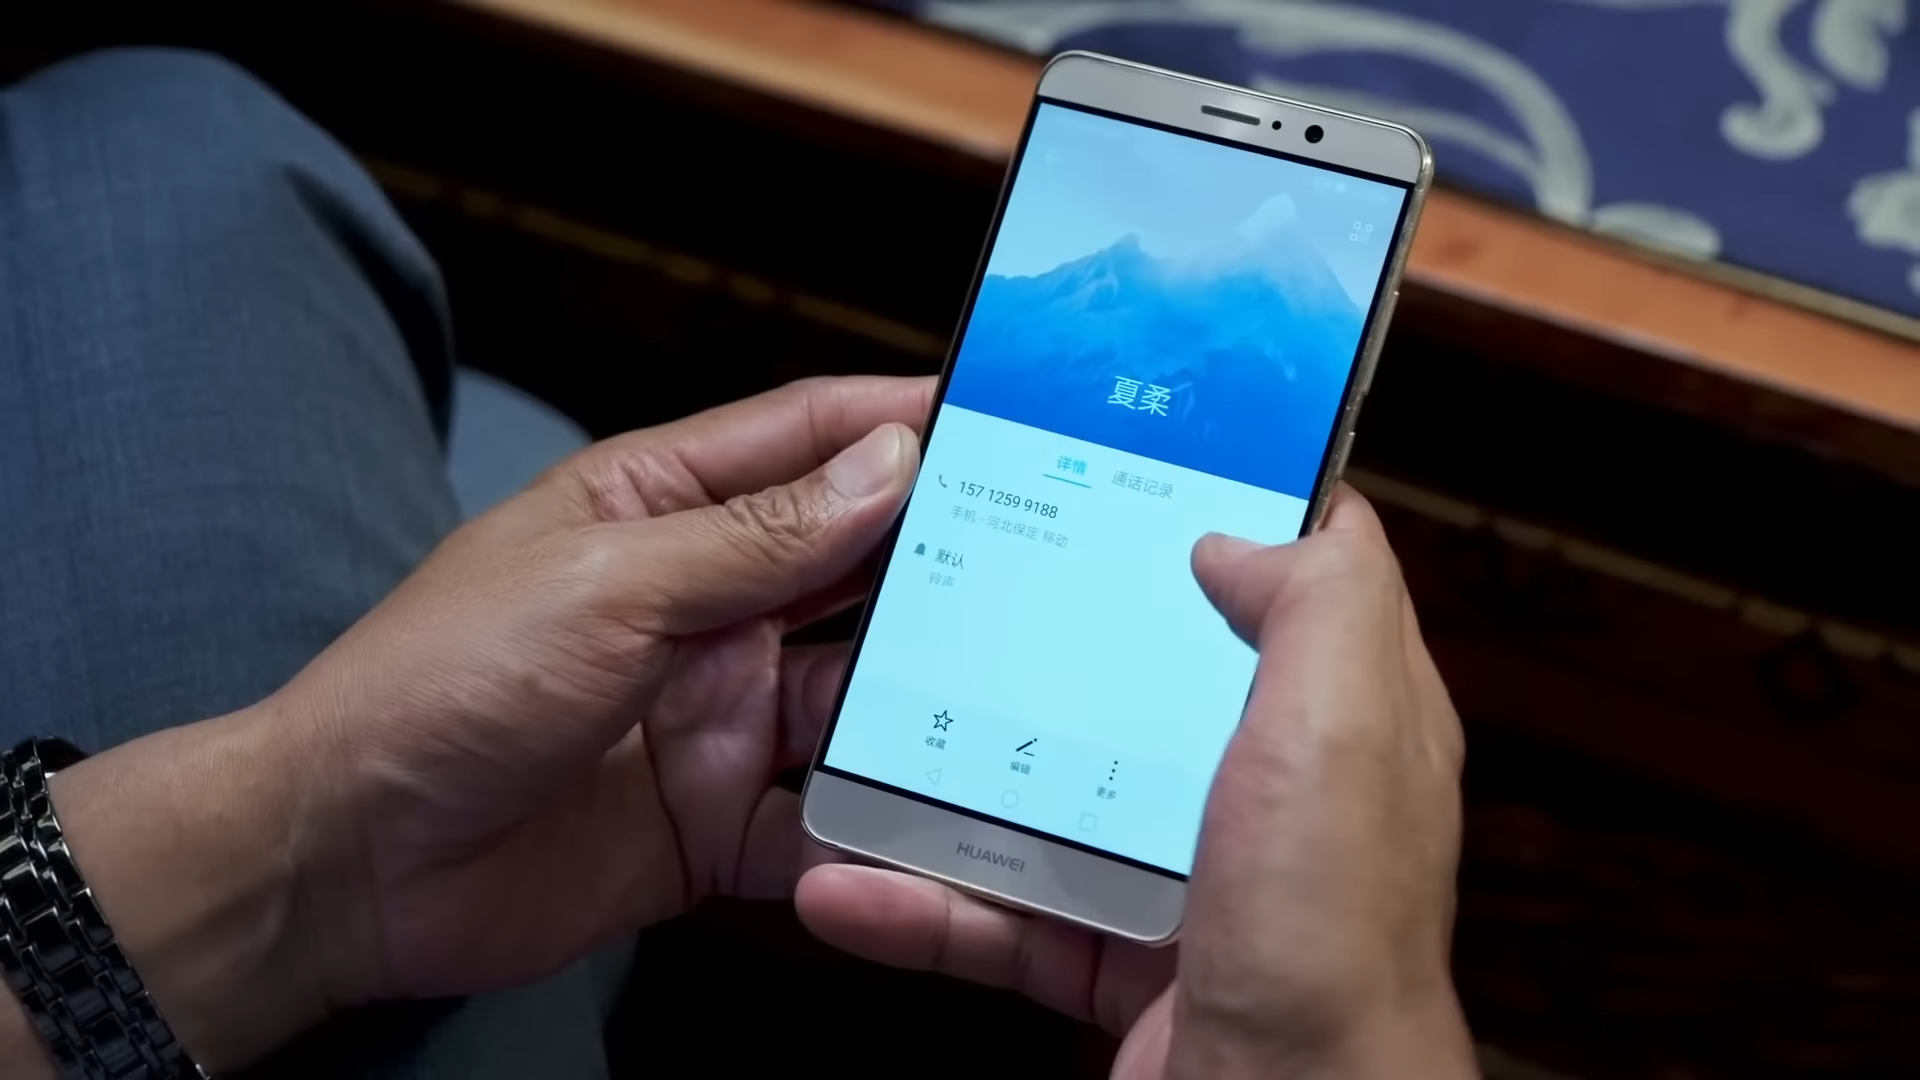 夏柔
详情 通话记录
157 1259 9188
手机 - 河北保定 移动
默认
铃声
收藏 编辑 更多
HUAWEI